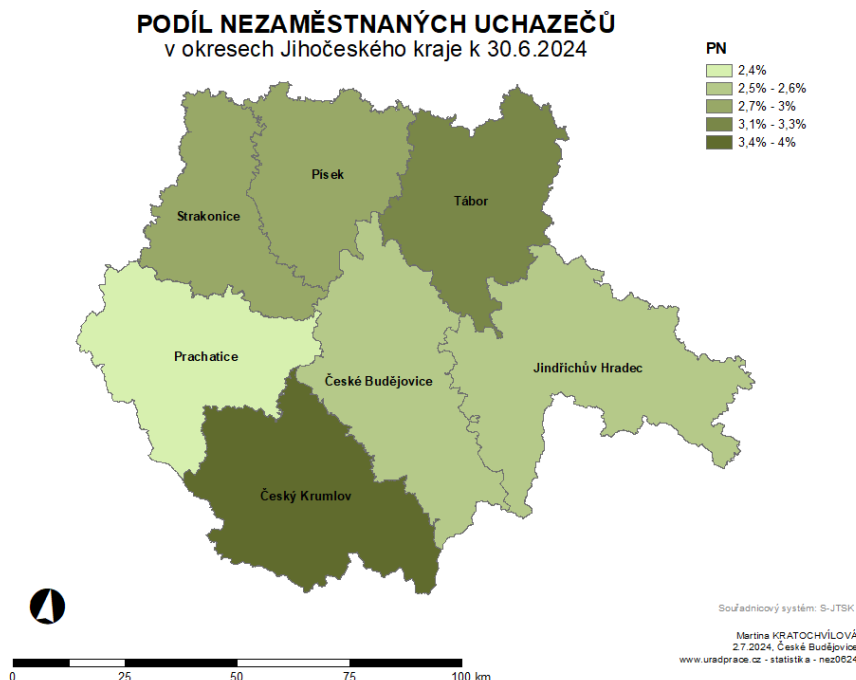 PODÍL NEZAMĚSTNANÝCH UCHAZEČŮ
v okresech Jihočeského kraje k 30.6.2024
PN
2,4%
2,5% - 2,6%
2,7% - 3%
3,1% - 3,3%
3,4% - 4%
Písek
Tábor
Strakonice
Prachatice
Jindřichův Hradec
České Budějovice
Český Krumlov
Souřadnicový systém: S-JTSK
Martina KRATOCHVÍLOVÁ
2.7.2024, České Budějovice
www.uradprace.cz - statistika - nez0624
0 25 50 75 100 km